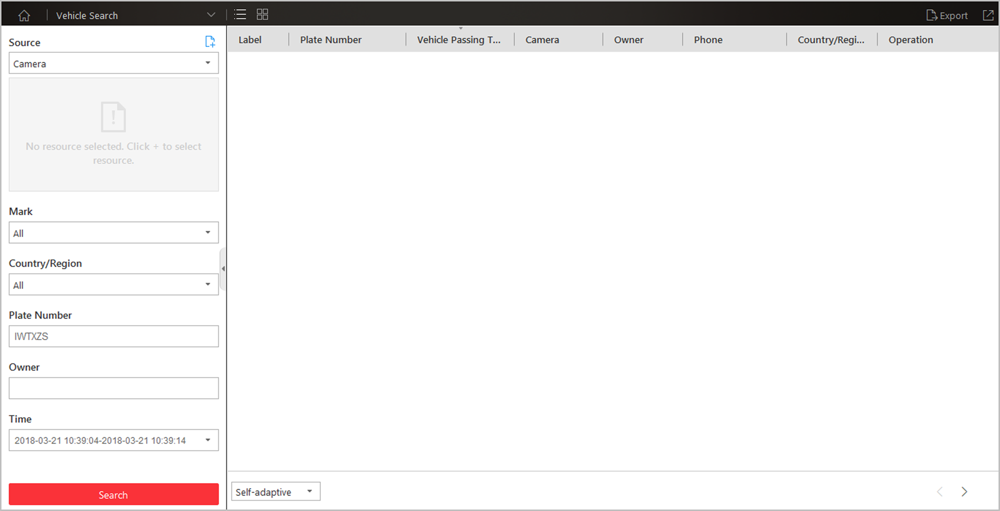 Vehicle Search
Export
Source
Camera
No resource selected. Click + to select
resource.
Mark
All
Country/Region
All
Plate Number
IWTXZS
Owner
Time
2018-03-21 10:39:04-2018-03-21 10:39:14
Search
Label Plate Number Vehicle Passing T... Camera Owner Phone Country/Regi... Operation
Self-adaptive